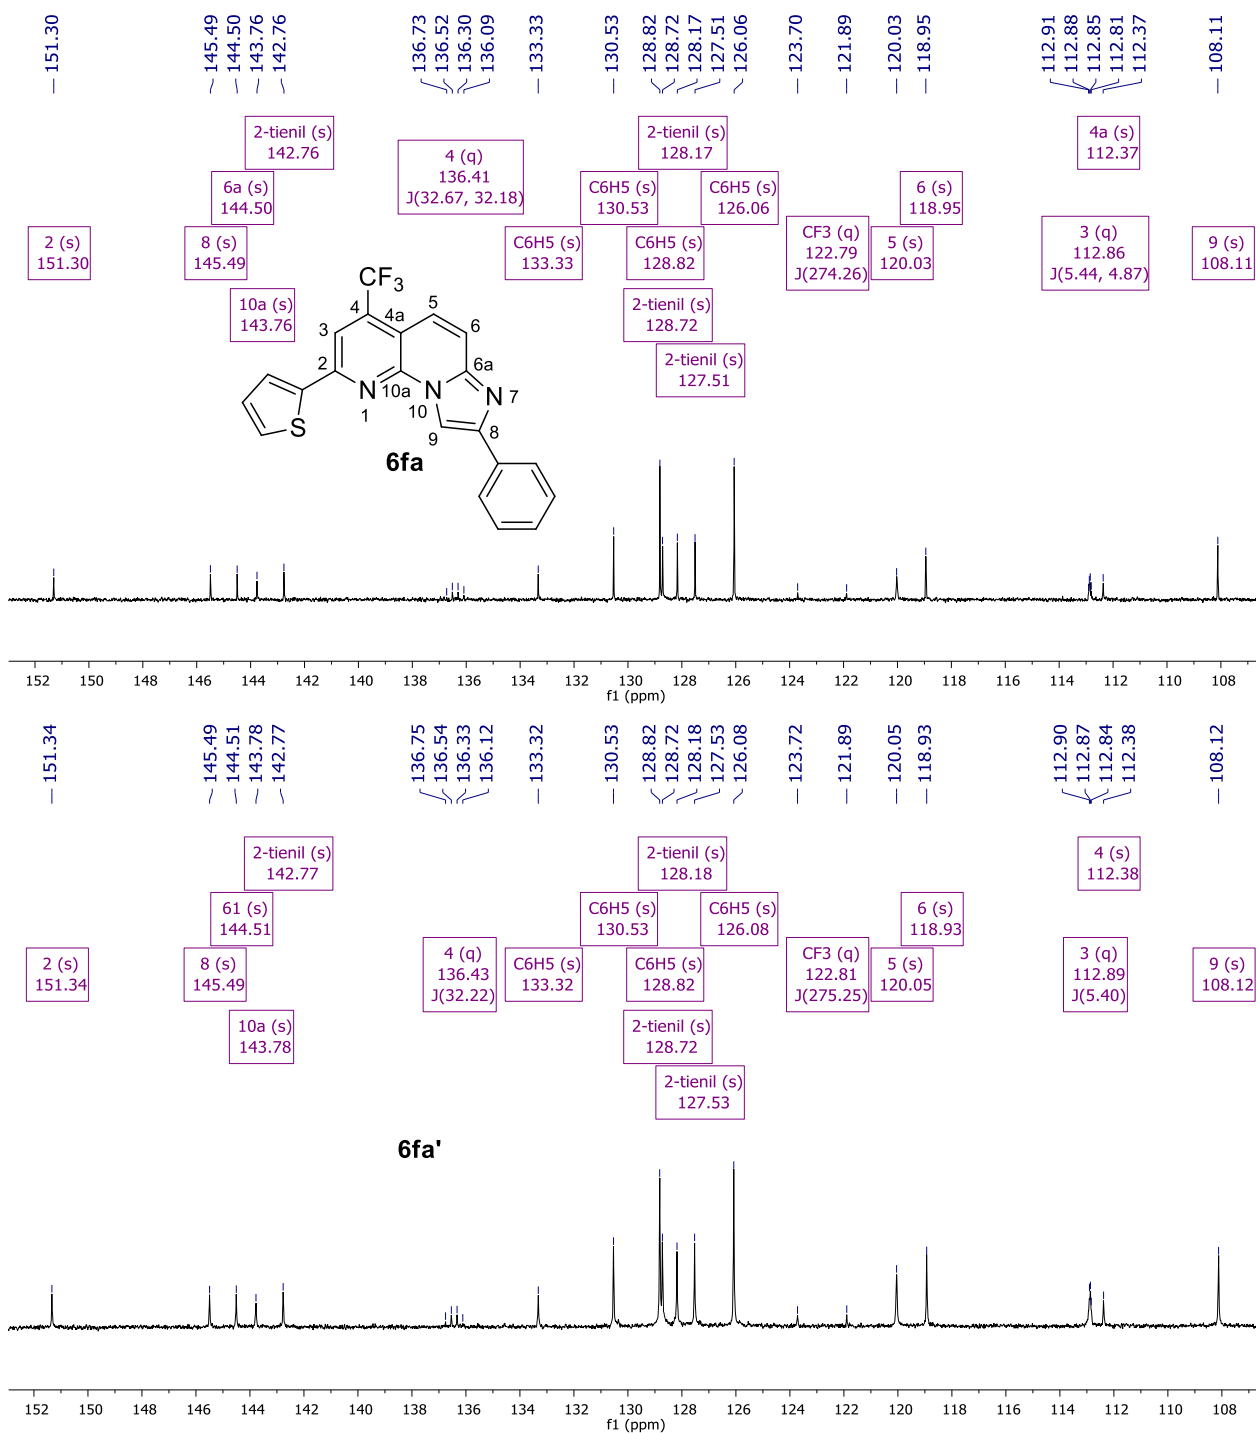 151.30
145.49
144.50
143.76
142.76
136.73
136.52
136.30
136.09
133.33
130.53
128.82
128.72
128.17
127.51
126.06
123.70
121.89
120.03
118.95
112.91
112.88
112.85
112.81
112.37
108.11
2-tienil (s)
142.76
4 (q)
136.41
J(32.67, 32.18)
2-tienil (s)
128.17
4a (s)
112.37
6a (s)
144.50
C6H5 (s)
130.53
C6H5 (s)
126.06
6 (s)
118.95
2 (s)
151.30
8 (s)
145.49
C6H5 (s)
133.33
C6H5 (s)
128.82
CF3 (q)
122.79
J(274.26)
5 (s)
120.03
3 (q)
112.86
J(5.44, 4.87)
9 (s)
108.11
10a (s)
143.76
2-tienil (s)
128.72
2-tienil (s)
127.51
CF3
4
5
3
4a
6
2
6a
N
10a
N
N
7
1
10
S
9
8
6fa
152 150 148 146 144 142 140 138 136 134 132 130 128 126 124 122 120 118 116 114 112 110 108
f1 (ppm)
151.34
145.49
144.51
143.78
142.77
136.75
136.54
136.33
136.12
133.32
130.53
128.82
128.72
128.18
127.53
126.08
123.72
121.89
120.05
118.93
112.90
112.87
112.84
112.38
108.12
2-tienil (s)
142.77
2-tienil (s)
128.18
4 (s)
112.38
61 (s)
144.51
C6H5 (s)
130.53
C6H5 (s)
126.08
6 (s)
118.93
2 (s)
151.34
8 (s)
145.49
4 (q)
136.43
J(32.22)
C6H5 (s)
133.32
C6H5 (s)
128.82
CF3 (q)
122.81
J(275.25)
5 (s)
120.05
3 (q)
112.89
J(5.40)
9 (s)
108.12
10a (s)
143.78
2-tienil (s)
128.72
2-tienil (s)
127.53
6fa'
152 150 148 146 144 142 140 138 136 134 132 130 128 126 124 122 120 118 116 114 112 110 108
f1 (ppm)